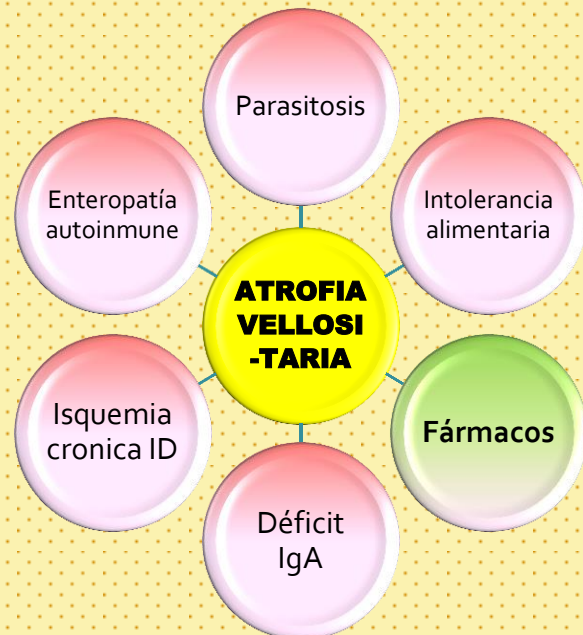 Parasitosis
Enteropatía
autoinmune
Intolerancia
alimentaria
ATROFIA
VELLOSI
-TARIA
Isquemia
cronica ID
Fármacos
Déficit
IgA